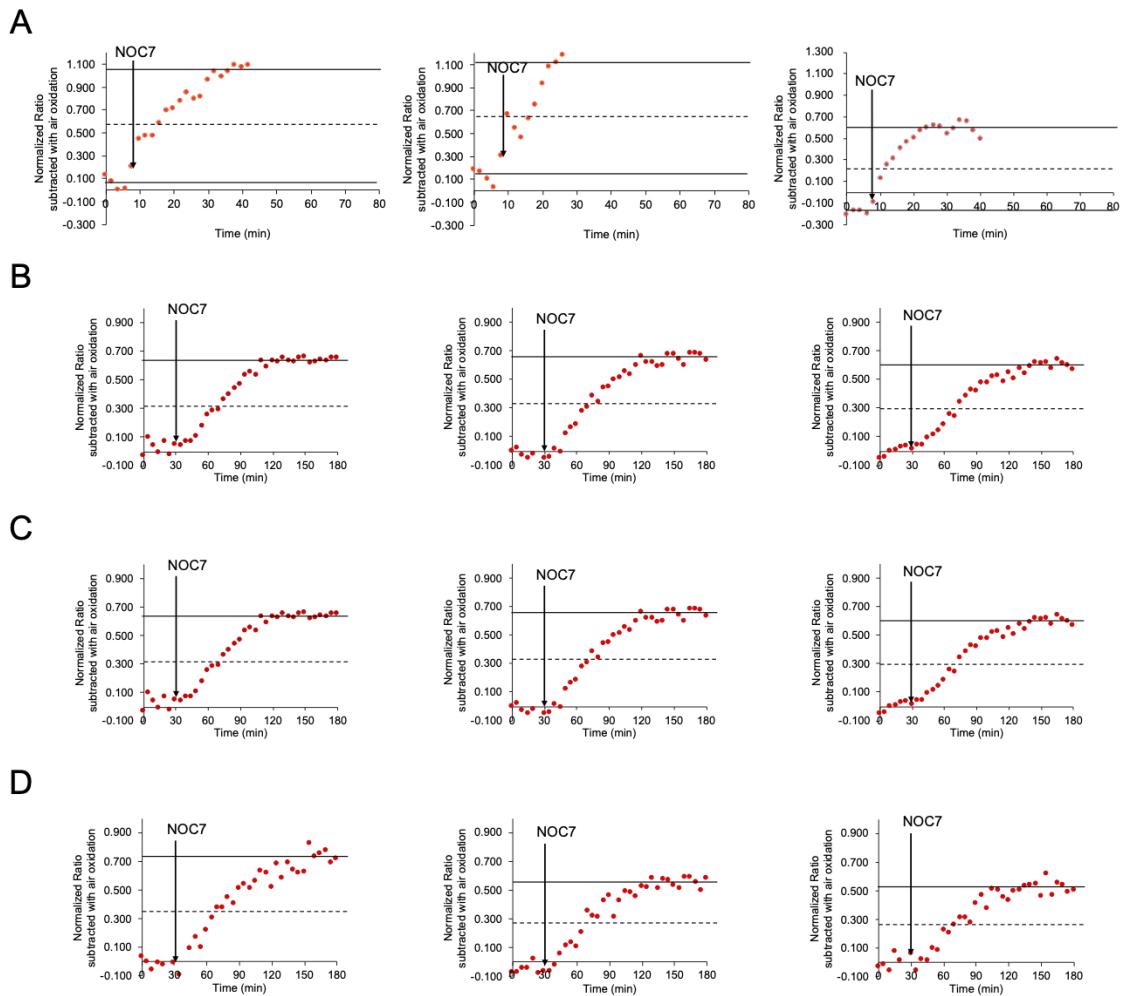 A
NOC7
Normalized Ratio
subtracted with air oxidation
1.100
0.900
0.700
0.500
0.300
0.100
-0.100
-0.300
0 10 20 30 40 50 60 70 80
Time (min)
NOC7
Normalized Ratio
subtracted with air oxidation
1.100
0.900
0.700
0.500
0.300
0.100
-0.100
-0.300
0 10 20 30 40 50 60 70 80
Time (min)
NOC7
Normalized Ratio
subtracted with air oxidation
1.300
1.100
0.900
0.700
0.500
0.300
0.100
-0.100
-0.300
0 10 20 30 40 50 60 70 80
Time (min)
B
NOC7
Normalized Ratio
subtracted with air oxidation
0.900
0.700
0.500
0.300
0.100
-0.100
0 30 60 90 120 150 180
Time (min)
NOC7
Normalized Ratio
subtracted with air oxidation
0.900
0.700
0.500
0.300
0.100
-0.100
0 30 60 90 120 150 180
Time (min)
NOC7
Normalized Ratio
subtracted with air oxidation
0.900
0.700
0.500
0.300
0.100
-0.100
0 30 60 90 120 150 180
Time (min)
C
NOC7
Normalized Ratio
subtracted with air oxidation
0.900
0.700
0.500
0.300
0.100
-0.100
0 30 60 90 120 150 180
Time (min)
NOC7
Normalized Ratio
subtracted with air oxidation
0.900
0.700
0.500
0.300
0.100
-0.100
0 30 60 90 120 150 180
Time (min)
NOC7
Normalized Ratio
subtracted with air oxidation
0.900
0.700
0.500
0.300
0.100
-0.100
0 30 60 90 120 150 180
Time (min)
D
NOC7
Normalized Ratio
subtracted with air oxidation
0.900
0.700
0.500
0.300
0.100
-0.100
0 30 60 90 120 150 180
Time (min)
NOC7
Normalized Ratio
subtracted with air oxidation
0.900
0.700
0.500
0.300
0.100
-0.100
0 30 60 90 120 150 180
Time (min)
NOC7
Normalized Ratio
subtracted with air oxidation
0.900
0.700
0.500
0.300
0.100
-0.100
0 30 60 90 120 150 180
Time (min)